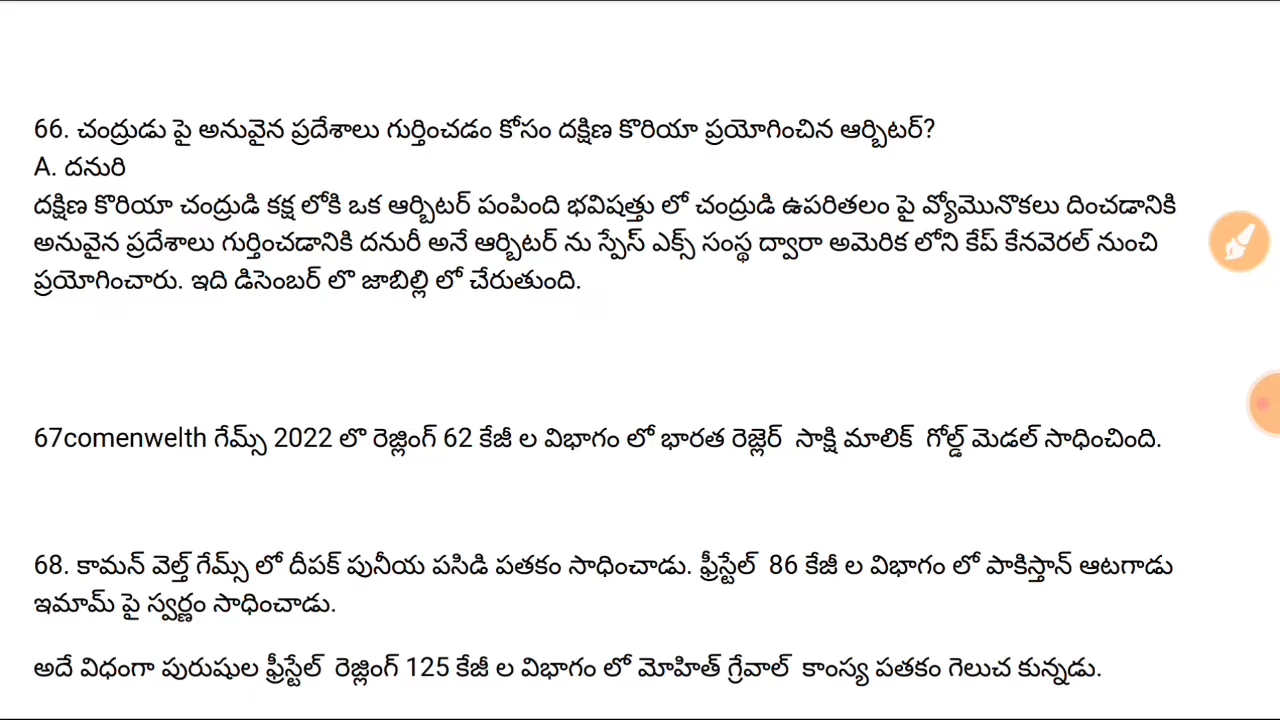 66. చంద్రుడు పై అనువైన ప్రదేశాలు గుర్తించడం కోసం దక్షిణ కొరియా ప్రయోగించిన ఆర్బిటర్?
A. దనురి
దక్షిణ కొరియా చంద్రుడి కక్ష లోకి ఒక ఆర్బిటర్ పంపింది భవిషత్తు లో చంద్రుడి ఉపరితలం పై వ్యోమొనొకలు దించడానికి
అనువైన ప్రదేశాలు గుర్తించడానికి దనురీ అనే ఆర్బిటర్ ను స్పేస్ ఎక్స్ సంస్థ ద్వారా అమెరిక లోని కేప్ కేనవెరల్ నుంచి
ప్రయోగించారు. ఇది డిసెంబర్ లొ జాబిల్లి లో చేరుతుంది.
67comenwelth గేమ్స్ 2022 లొ రెజ్లింగ్ 62 కేజీ ల విభాగం లో భారత రెజ్లెర్ సాక్షి మాలిక్ గోల్డ్ మెడల్ సాధించింది.
68. కామన్ వెల్త్ గేమ్స్ లో దీపక్ పునీయ పసిడి పతకం సాధించాడు. ఫ్రీస్టేల్ 86 కేజీ ల విభాగం లో పాకిస్తాన్ ఆటగాడు
ఇమామ్ పై స్వర్ణం సాధించాడు.
అదే విధంగా పురుషుల ఫ్రీస్టేల్ రెజ్లింగ్ 125 కేజీ ల విభాగం లో మోహిత్ గ్రేవాల్ కాంస్య పతకం గెలుచ కున్నడు.